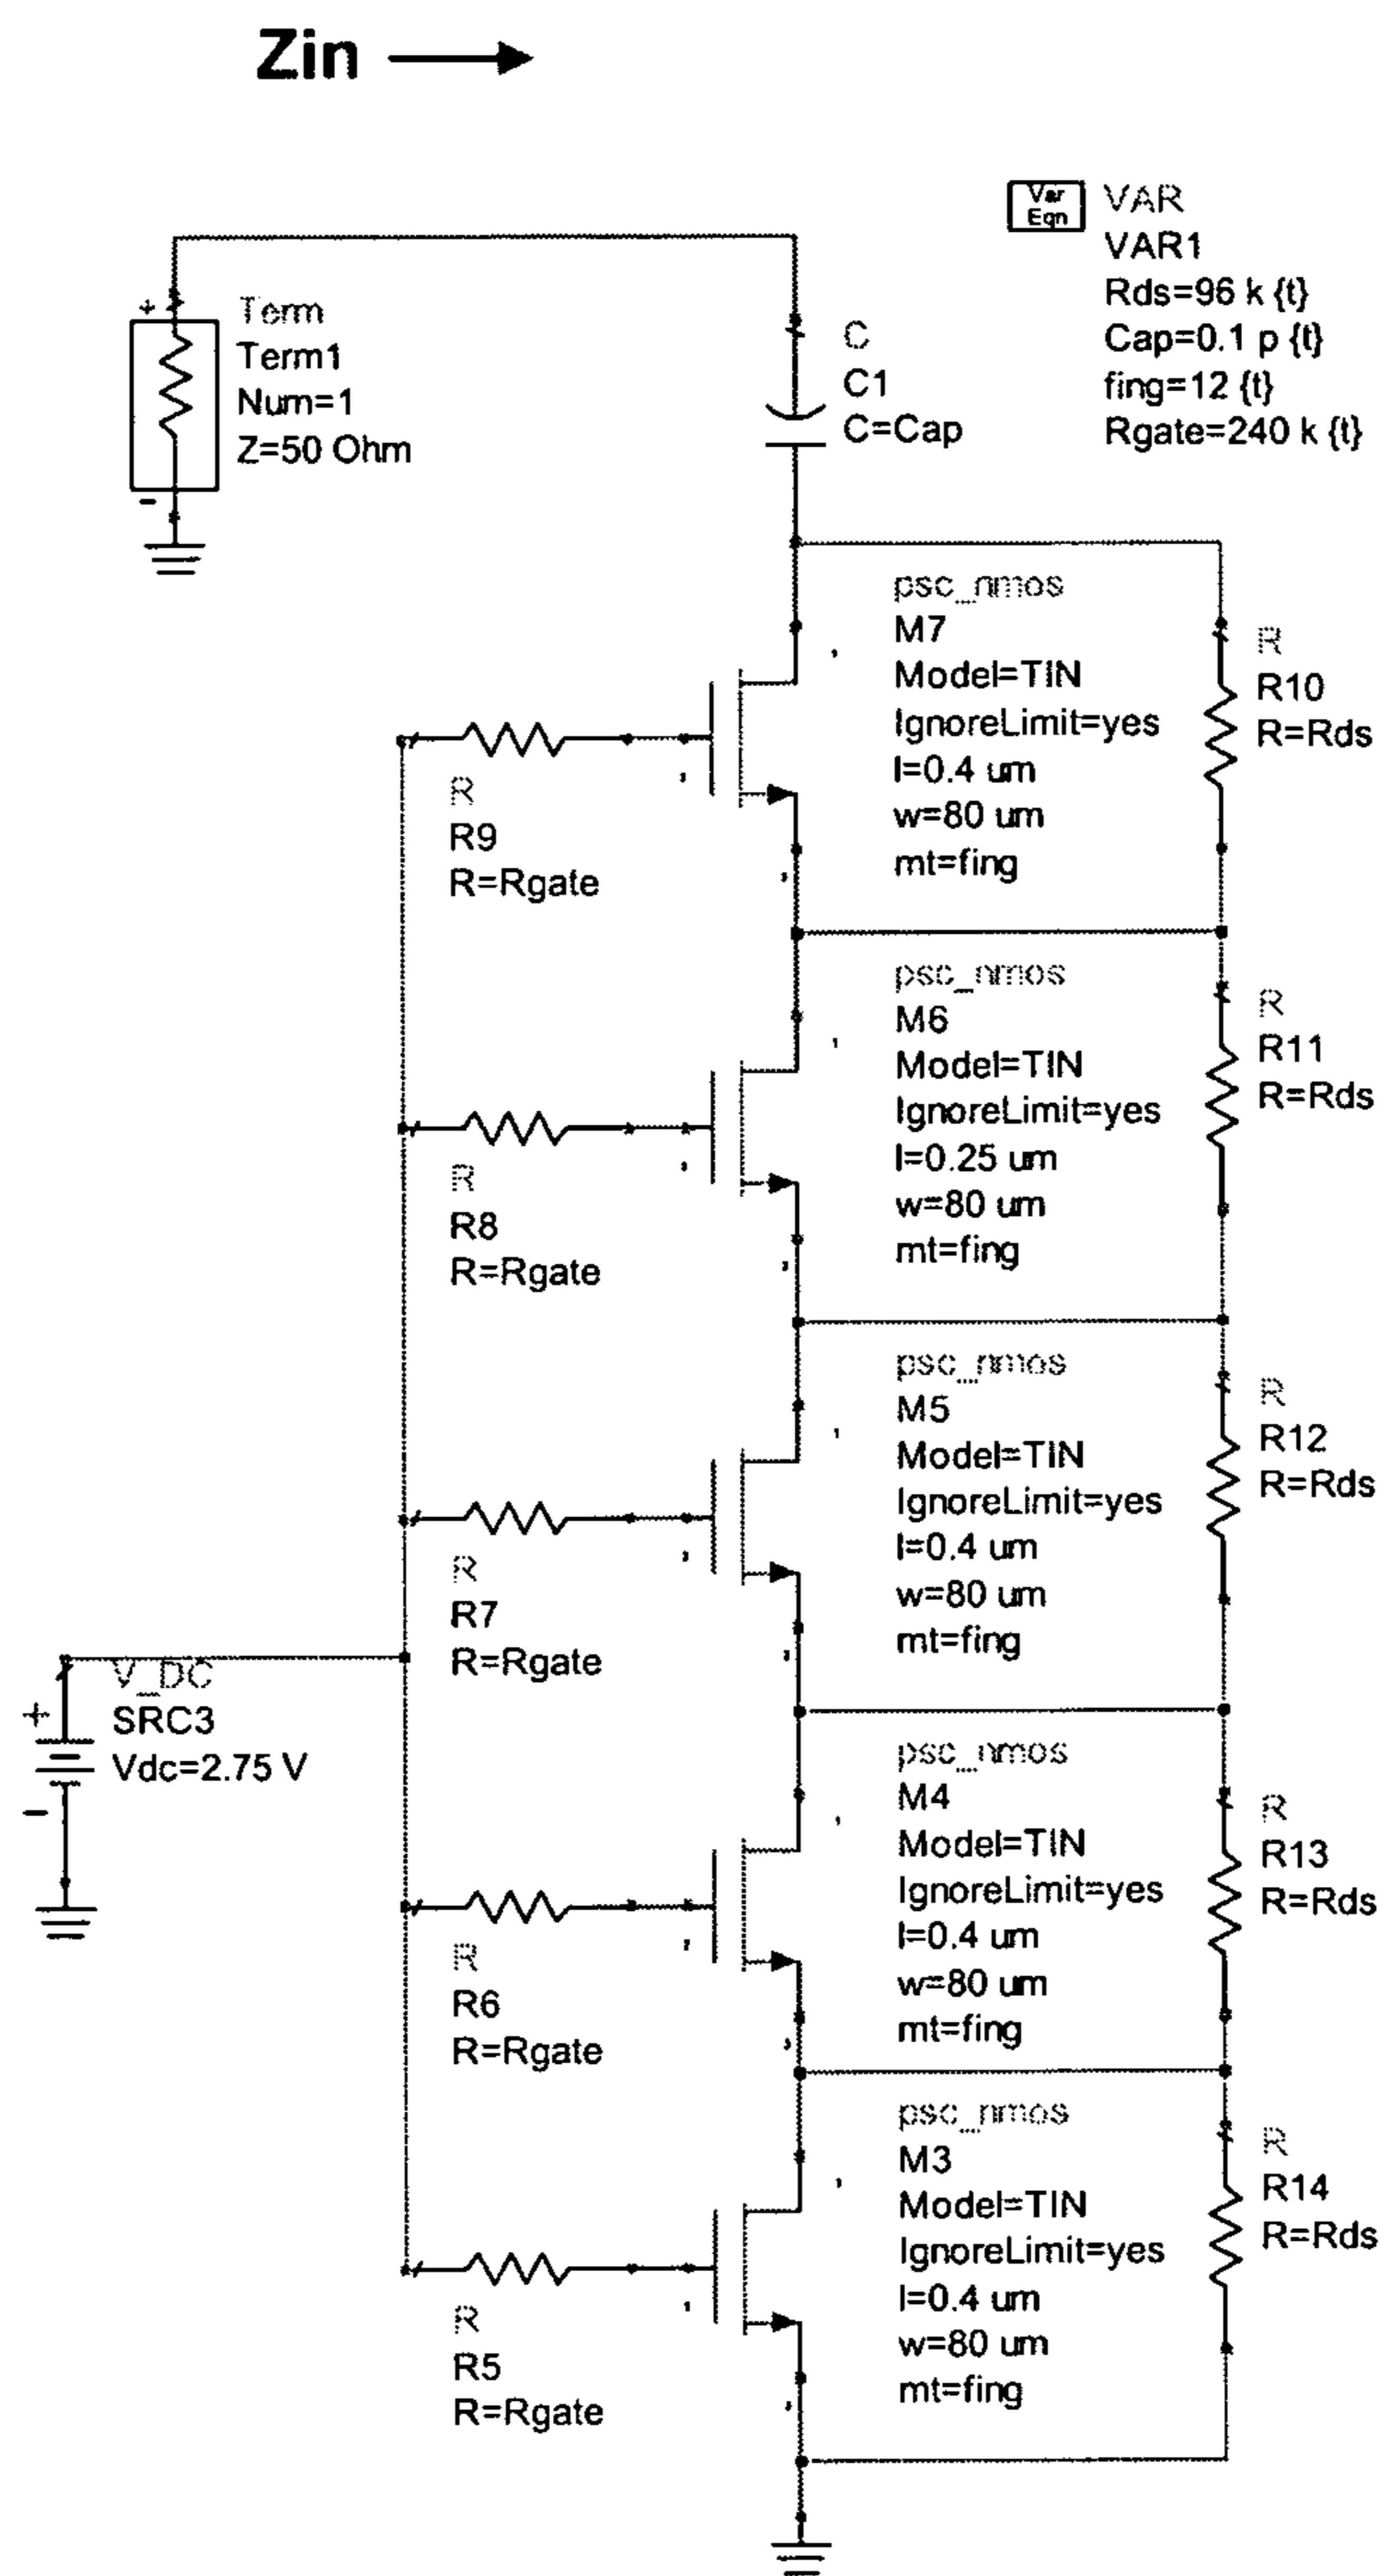 Zin
Var
Eqn
VAR
VAR1
Rds=96 k {t}
Cap=0.1 p {t}
fing=12 {t}
Rgate=240 k {t}
+
Term
Term1
Num=1
Z=50 Ohm
-
C
C1
C=Cap
psc_nmos
M7
Model=TIN
IgnoreLimit=yes
l=0.4 um
w=80 um
mt=fing
R
R10
R=Rds
R
R9
R=Rgate
psc_nmos
M6
Model=TIN
IgnoreLimit=yes
l=0.25 um
w=80 um
mt=fing
R
R11
R=Rds
R
R8
R=Rgate
psc_nmos
M5
Model=TIN
IgnoreLimit=yes
l=0.4 um
w=80 um
mt=fing
R
R12
R=Rds
R
R7
R=Rgate
V_DC
+
SRC3
Vdc=2.75 V
-
psc_nmos
M4
Model=TIN
IgnoreLimit=yes
l=0.4 um
w=80 um
mt=fing
R
R13
R=Rds
R
R6
R=Rgate
psc_nmos
M3
Model=TIN
IgnoreLimit=yes
l=0.4 um
w=80 um
mt=fing
R
R14
R=Rds
R
R5
R=Rgate